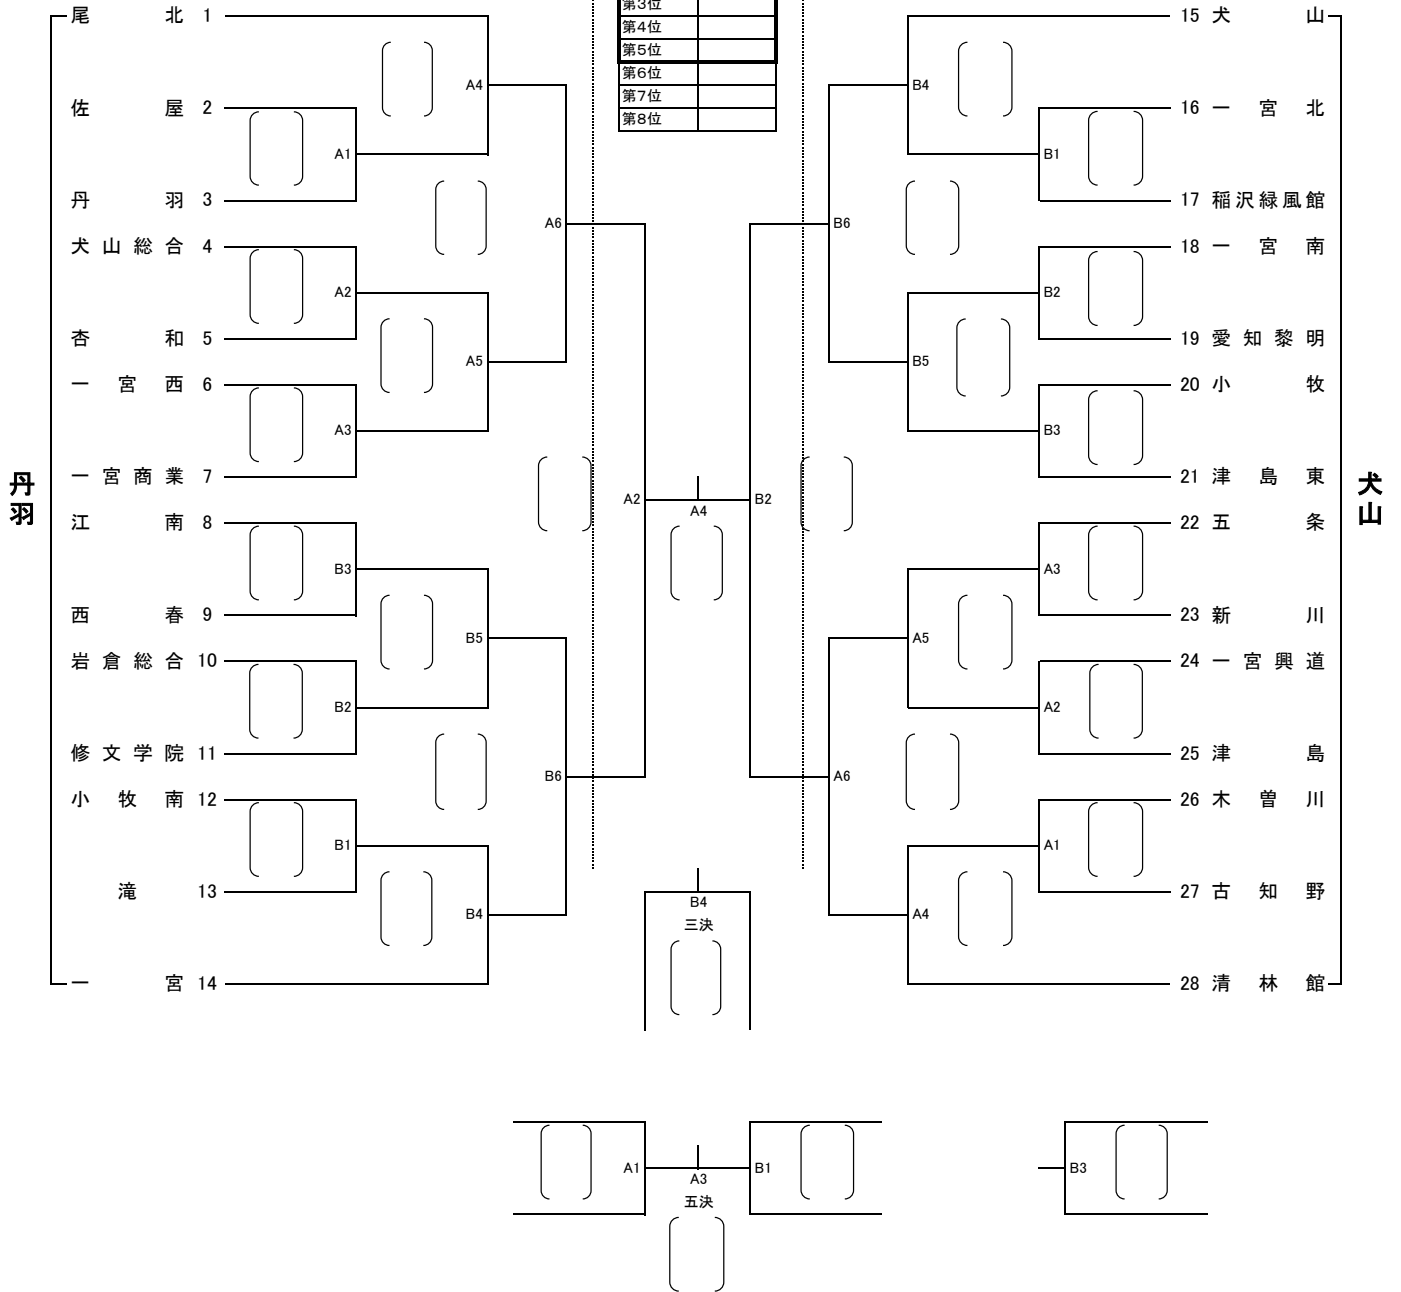 第3位
第4位
第5位
第6位
第7位
第8位
丹羽
尾北 1
佐屋 2
丹羽 3
犬山総合 4
杏和 5
一宮西 6
一宮商業 7
江南 8
西春 9
岩倉総合 10
修文学院 11
小牧南 12
滝 13
一宮 14
A1
A2
A3
B3
B2
B1
A4
A5
B5
B4
A6
B6
A2
A4
B2
B6
A6
B4
B5
A5
A4
B1
B2
B3
A3
A2
A1
15 犬山
16 一宮北
17 稲沢緑風館
18 一宮南
19 愛知黎明
20 小牧
21 津島東
22 五条
23 新川
24 一宮興道
25 津島
26 木曽川
27 古知野
28 清林館
犬山
B4
三決
A1
A3
五決
B1
B3